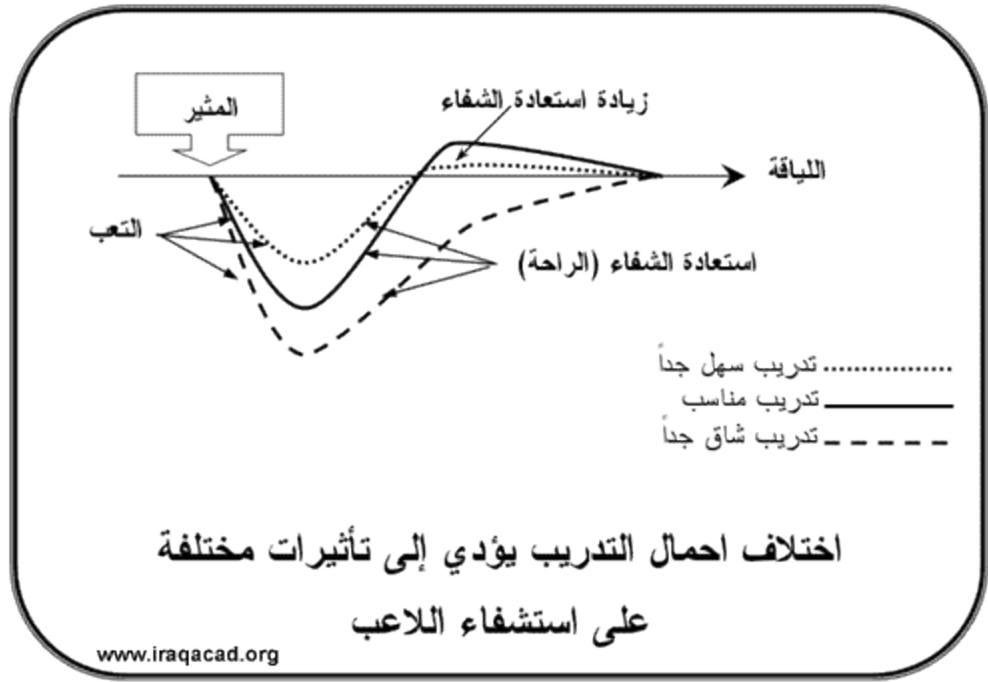 زيادة استعادة الشفاء
المثير
اللياقة
التعب
استعادة الشفاء (الراحة)
تدريب سهل جداً
تدريب مناسب
تدريب شاق جداً
اختلاف احمال التدريب يؤدي إلى تأثيرات مختلفة
على استشفاء اللاعب
www.iraqacad.org